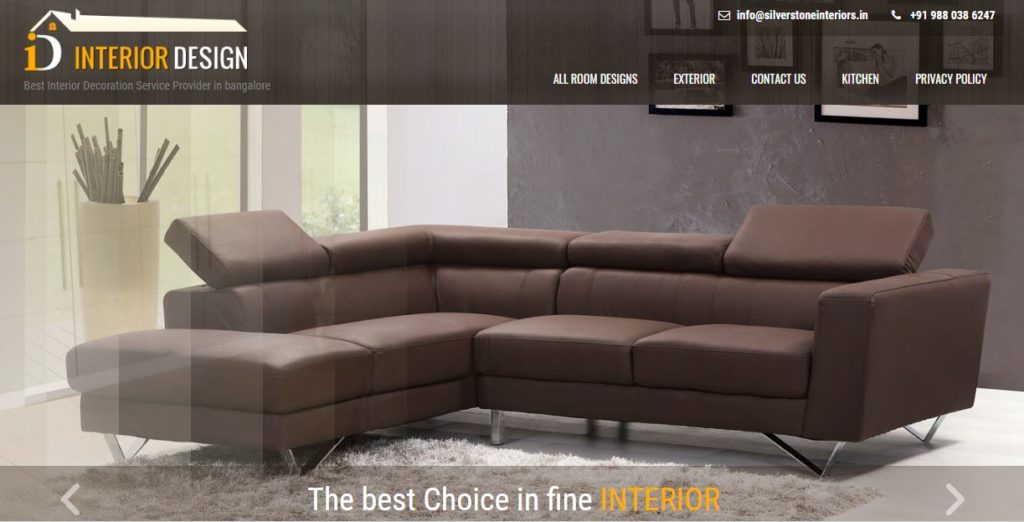 info@silverstoneinteriors.in +91 988 038 6247
iD INTERIOR DESIGN
Best Interior Decoration Service Provider in bangalore
ALL ROOM DESIGNS EXTERIOR CONTACT US KITCHEN PRIVACY POLICY
The best Choice in fine INTERIOR